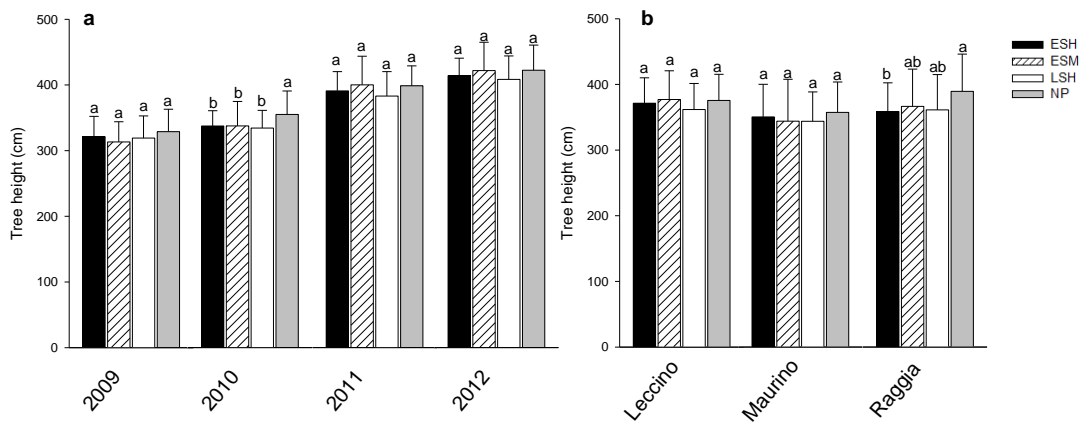 a
500
400
300
200
100
0
Tree height (cm)
a a a a
b b b a
a a a a
a a a a
2009
2010
2011
2012
b
500
400
300
200
100
0
Tree height (cm)
a a a a
a a a a
b ab ab a
Leccino
Maurino
Raggia
ESH
ESM
LSH
NP